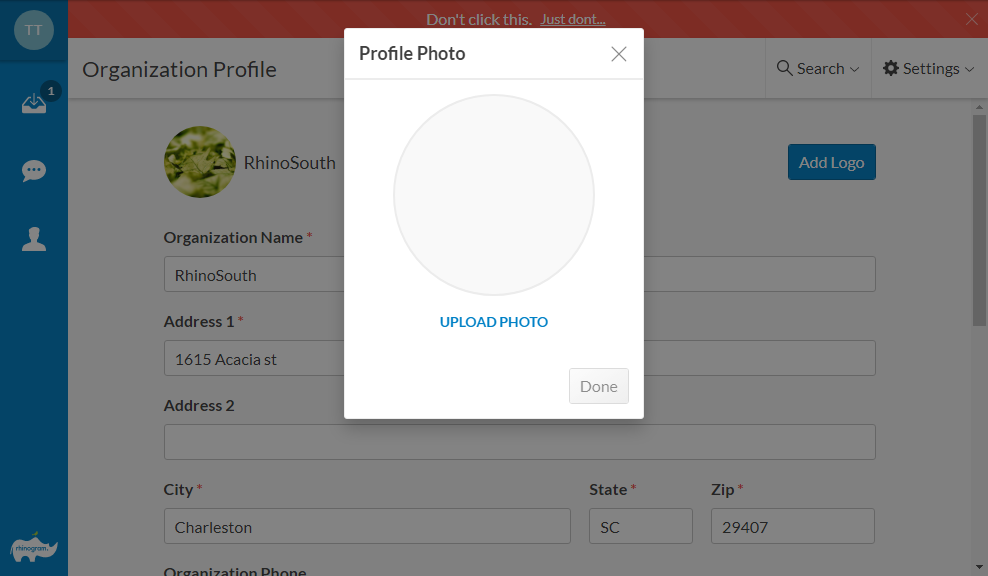 TT
Don't click this. Just dont...
Profile Photo
Organization Profile
Search
Settings
1
RhinoSouth
Add Logo
Organization Name *
RhinoSouth
UPLOAD PHOTO
Address 1 *
1615 Acacia st
Done
Address 2
City *
State *
Zip *
Charleston
SC
29407
rhinogram.
Organization Phone